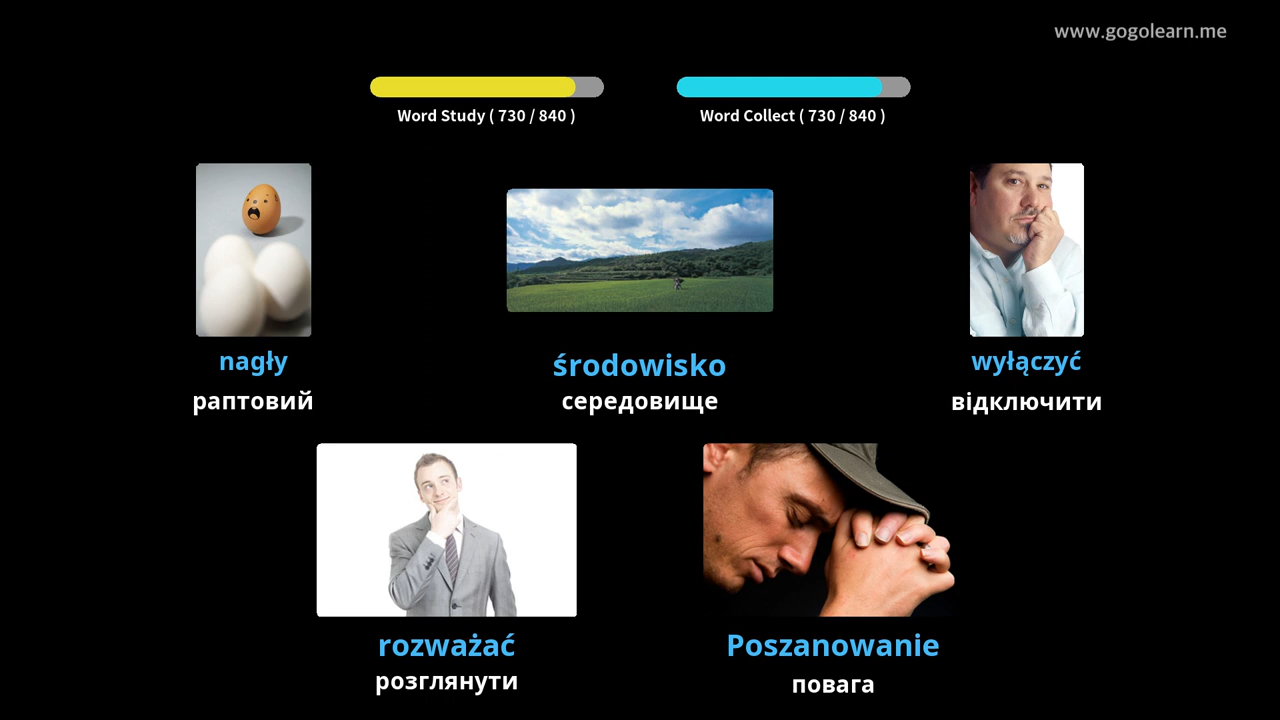 www.gogolearn.me
Word Study ( 730 / 840 )
Word Collect ( 730 / 840 )
nagły
раптовий
środowisko
середовище
wyłączyć
відключити
rozważać
розглянути
Poszanowanie
повага